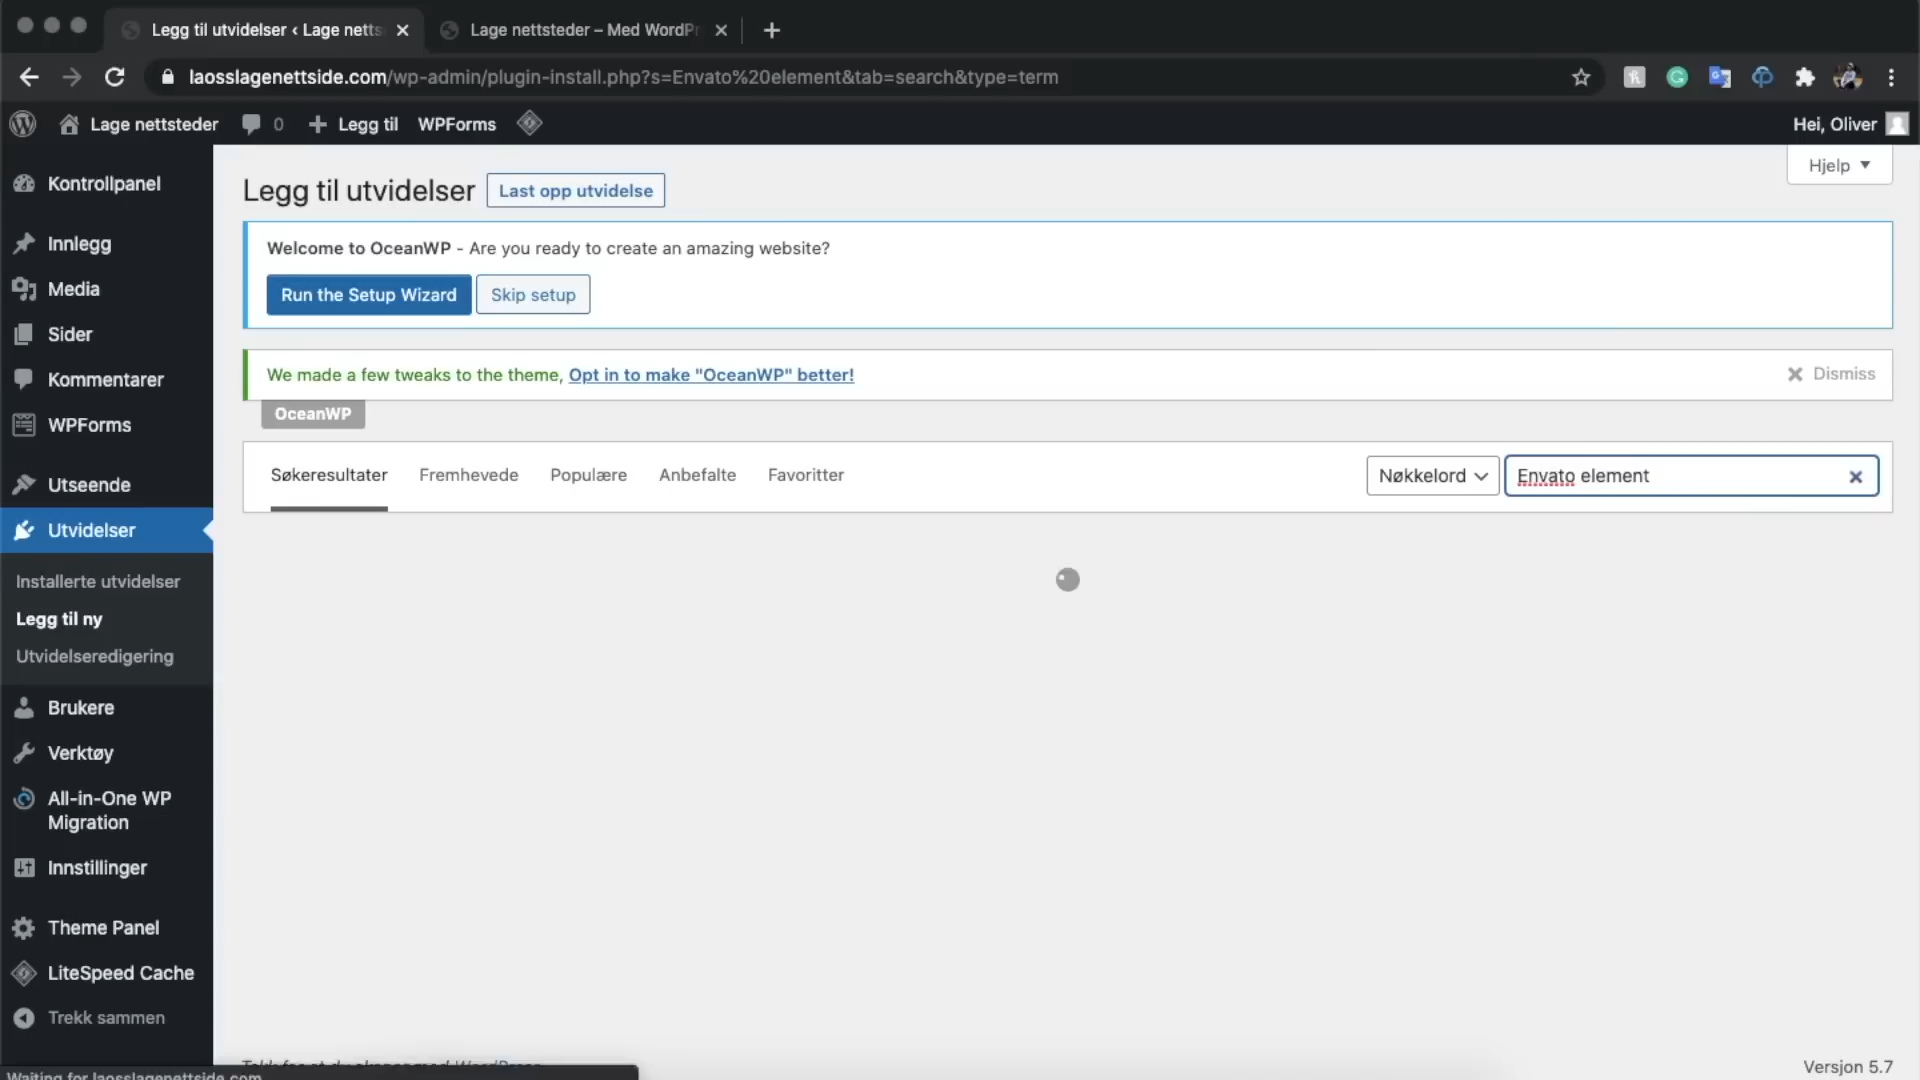 Legg til utvidelser ‹ Lage netts
Lage nettsteder – Med WordPr
laosslagenettside.com/wp-admin/plugin-install.php?s=Envato%20element&tab=search&type=term
Lage nettsteder
0
Legg til
WPForms
Hei, Oliver
Kontrollpanel
Innlegg
Media
Sider
Kommentarer
WPForms
Utseende
Utvidelser
Installerte utvidelser
Legg til ny
Utvidelseredigering
Brukere
Verktøy
All-in-One WP
Migration
Innstillinger
Theme Panel
LiteSpeed Cache
Trekk sammen
Hjelp
Legg til utvidelser
Last opp utvidelse
Welcome to OceanWP - Are you ready to create an amazing website?
Run the Setup Wizard
Skip setup
We made a few tweaks to the theme, Opt in to make "OceanWP" better!
Dismiss
OceanWP
Søkeresultater
Fremhevede
Populære
Anbefalte
Favoritter
Nøkkelord
Envato element
Versjon 5.7
Waiting for laosslagenettside.com